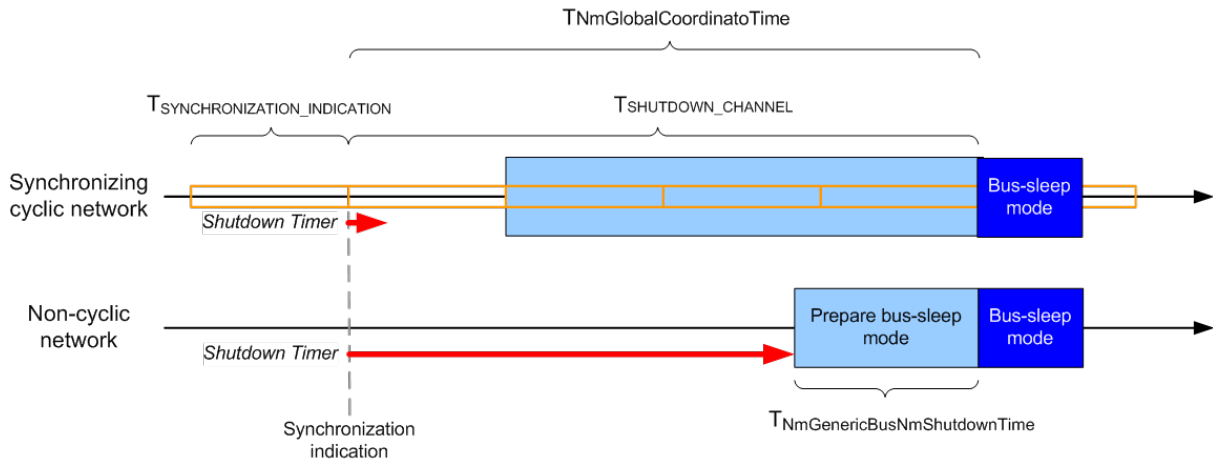 TNmGlobalCoordinatoTime
TSYNCHRONIZATION_INDICATION
TSHUTDOWN_CHANNEL
Synchronizing
cyclic network
Bus-sleep
mode
Shutdown Timer
Non-cyclic
network
Prepare bus-sleep
mode
Bus-sleep
mode
Shutdown Timer
TNmGenericBusNmShutdownTime
Synchronization
indication